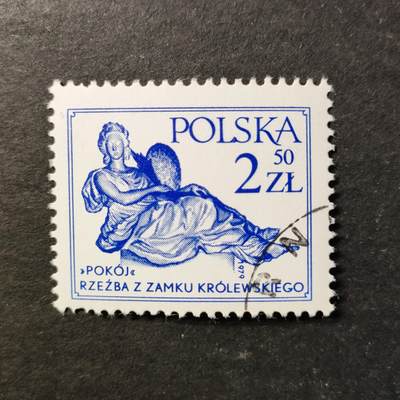 POLSKA
2 50 ZŁ
»POKÓJ«
1979
RZEŹBA Z ZAMKU KRÓLEWSKIEGO